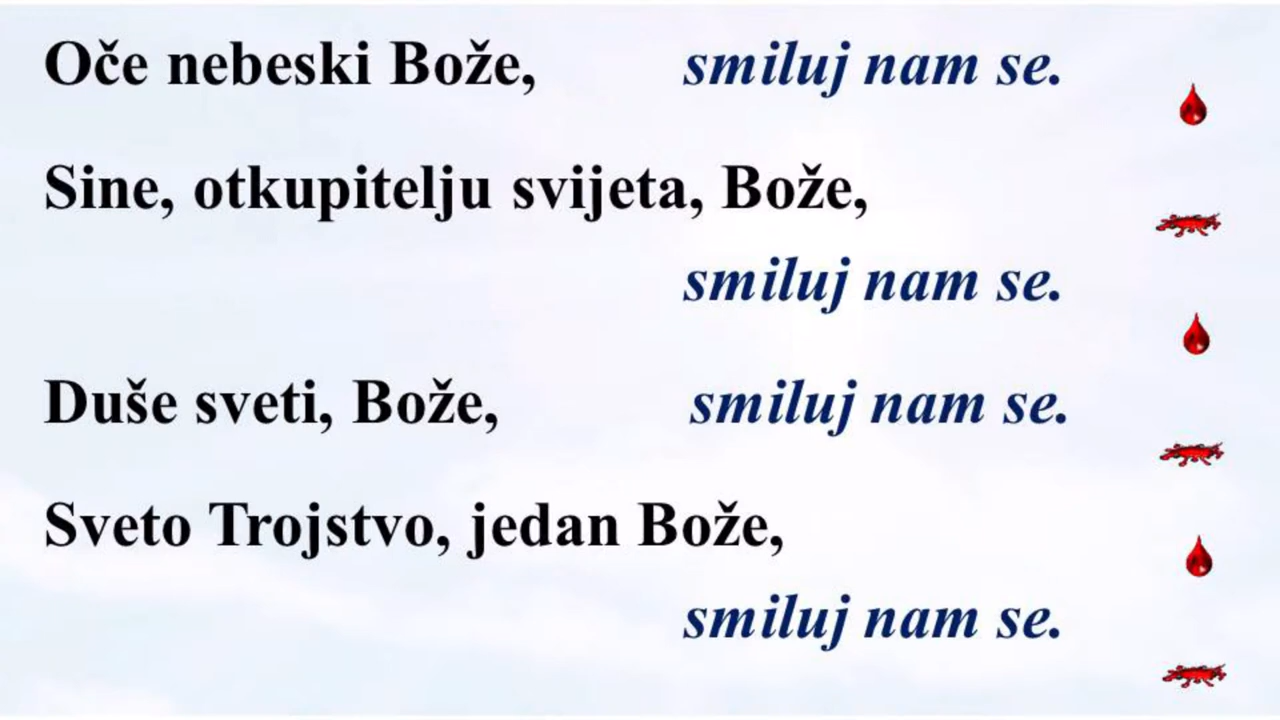 Oče nebeski Bože, smiluj nam se.
Sine, otkupitelju svijeta, Bože,
smiluj nam se.
Duše sveti, Bože, smiluj nam se.
Sveto Trojstvo, jedan Bože,
smiluj nam se.